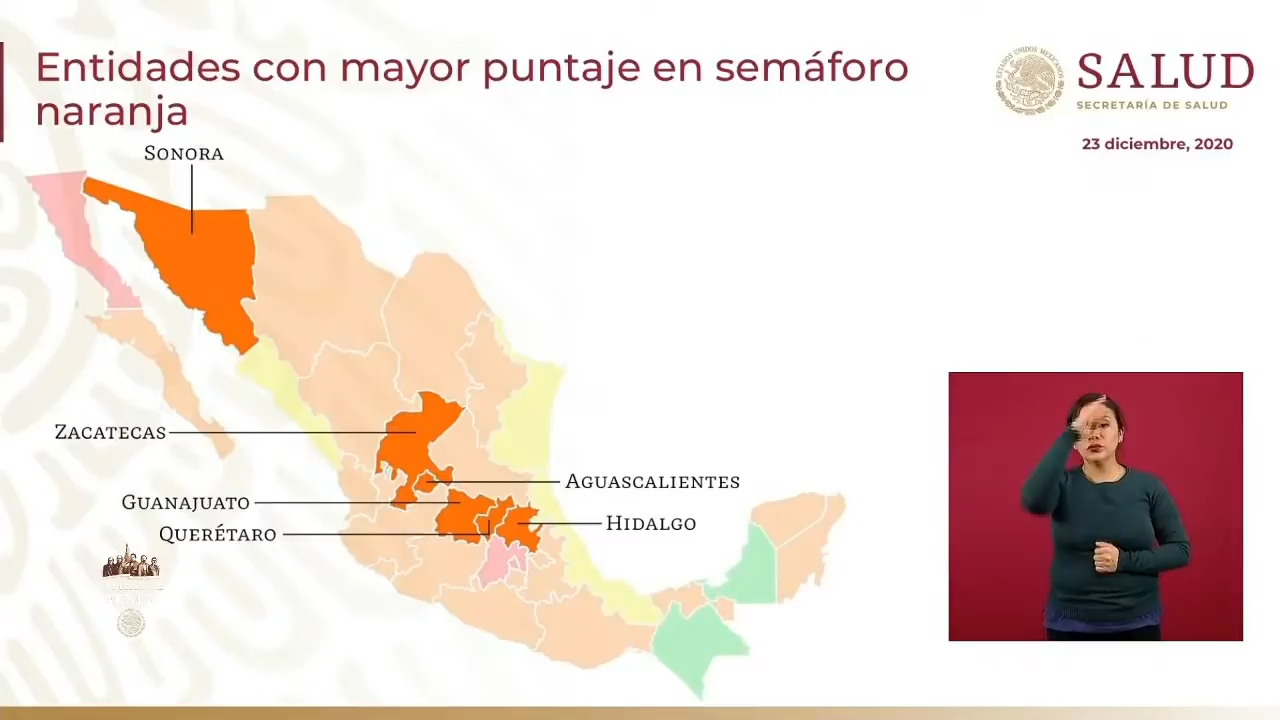 Entidades con mayor puntaje en semáforo
naranja
SALUD
SECRETARÍA DE SALUD
23 diciembre, 2020
SONORA
ZACATECAS
AGUASCALIENTES
GUANAJUATO
HIDALGO
QUERÉTARO